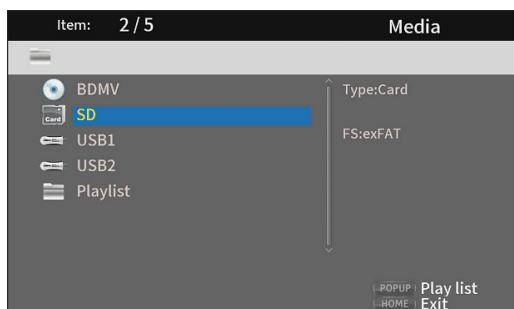 Item: 2/5 Media
BDMV
Type:Card
Card
SD
FS:exFAT
USB1
USB2
Playlist
POPUP Play list
HOME Exit